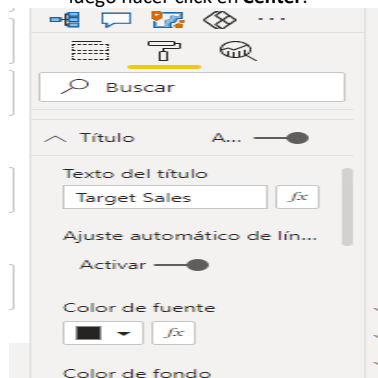 luego hacer click en Center.
Buscar
Título A...
Texto del título
Target Sales fx
Ajuste automático de lín...
Activar
Color de fuente
fx
Color de fondo